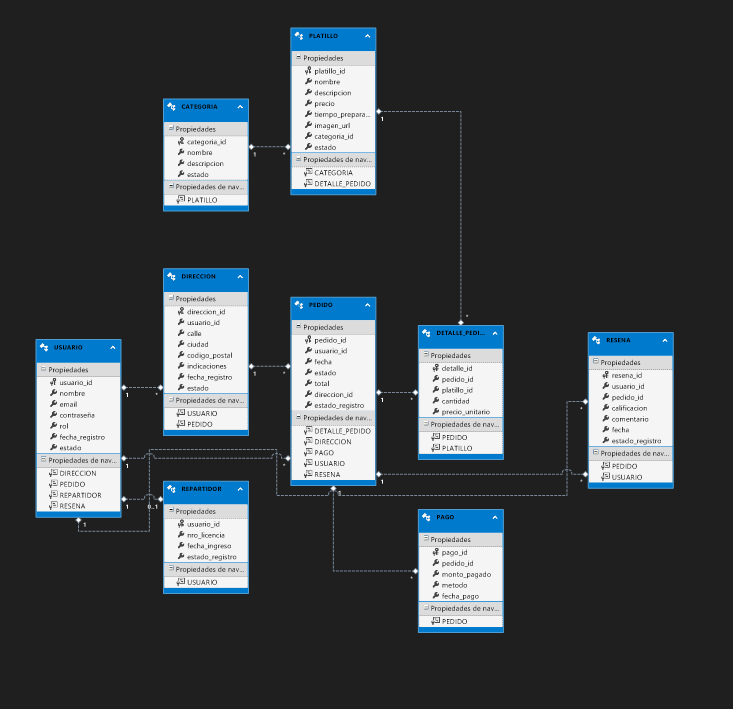 PLATILLO
Propiedades
platillo_id
nombre
descripcion
precio
tiempo_prepara...
imagen_url
categoria_id
estado
Propiedades de nav...
CATEGORIA
DETALLE_PEDIDO
CATEGORIA
Propiedades
categoria_id
nombre
descripcion
estado
Propiedades de nav...
PLATILLO
1
*
1
*
DIRECCION
Propiedades
direccion_id
usuario_id
calle
ciudad
codigo_postal
indicaciones
fecha_registro
estado
Propiedades de nav...
USUARIO
PEDIDO
1
*
PEDIDO
Propiedades
pedido_id
usuario_id
fecha
estado
total
direccion_id
estado_registro
Propiedades de nav...
DETALLE_PEDIDO
DIRECCION
PAGO
USUARIO
RESENA
1
*
DETALLE_PEDI...
Propiedades
detalle_id
pedido_id
platillo_id
cantidad
precio_unitario
Propiedades de nav...
PEDIDO
PLATILLO
RESENA
Propiedades
resena_id
usuario_id
pedido_id
calificacion
comentario
fecha
estado_registro
Propiedades de nav...
PEDIDO
USUARIO
*
1
*
USUARIO
Propiedades
usuario_id
nombre
email
contraseña
rol
fecha_registro
estado
Propiedades de nav...
DIRECCION
PEDIDO
REPARTIDOR
RESENA
1
*
1
*
1
0..1
1
REPARTIDOR
Propiedades
usuario_id
nro_licencia
fecha_ingreso
estado_registro
Propiedades de nav...
USUARIO
1
*
PAGO
Propiedades
pago_id
pedido_id
monto_pagado
metodo
fecha_pago
Propiedades de nav...
PEDIDO